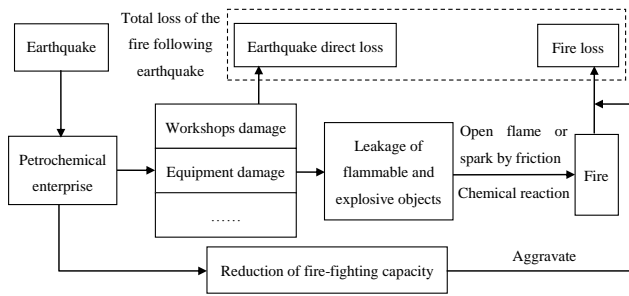 Total loss of the
fire following
earthquake
Earthquake
Earthquake direct loss
Fire loss
Workshops damage
Petrochemical
enterprise
Equipment damage
……
Leakage of
flammable and
explosive objects
Open flame or
spark by friction
Chemical reaction
Fire
Reduction of fire-fighting capacity
Aggravate